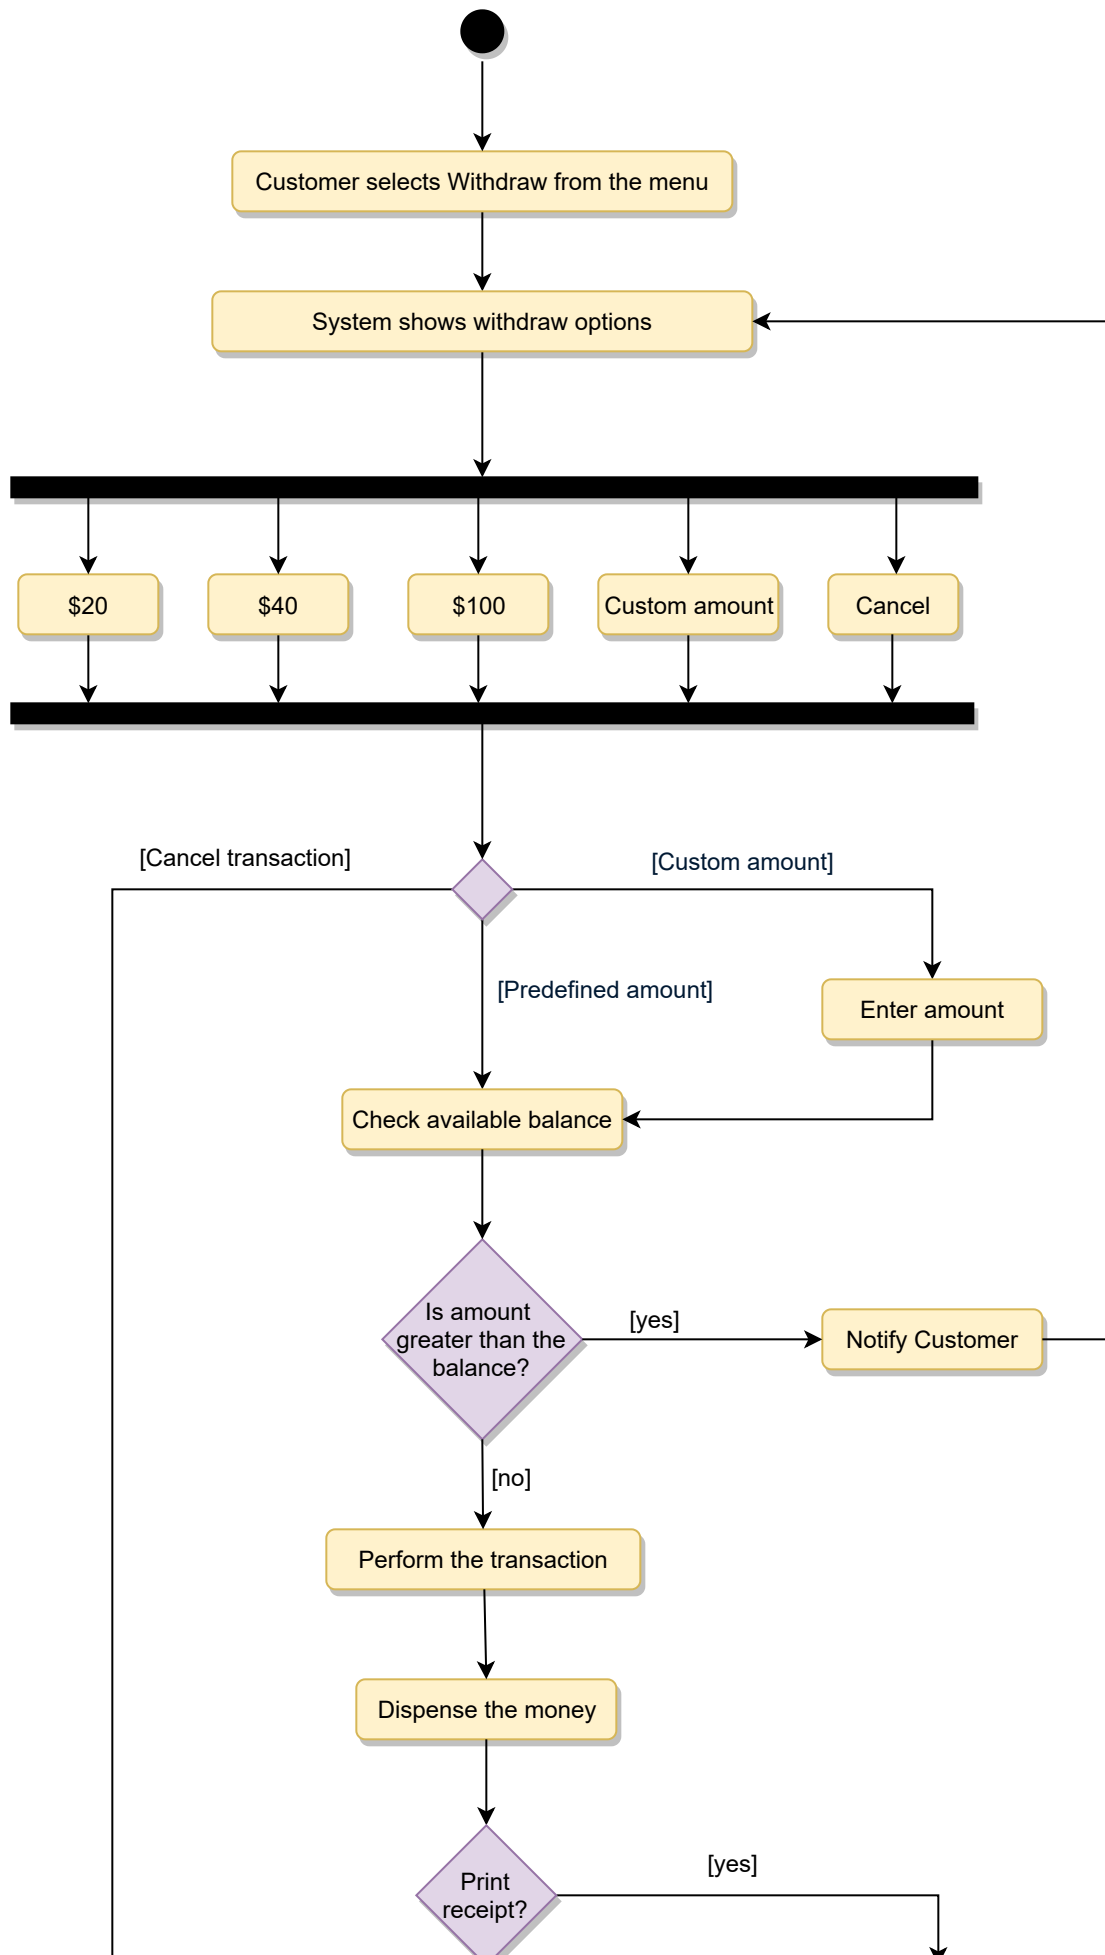 Customer selects Withdraw from the menu
System shows withdraw options
$20
$40
$100
Custom amount
Cancel
[Cancel transaction]
[Custom amount]
[Predefined amount]
Enter amount
Check available balance
Is amount
greater than the
balance?
[yes]
Notify Customer
[no]
Perform the transaction
Dispense the money
[yes]
Print
receipt?